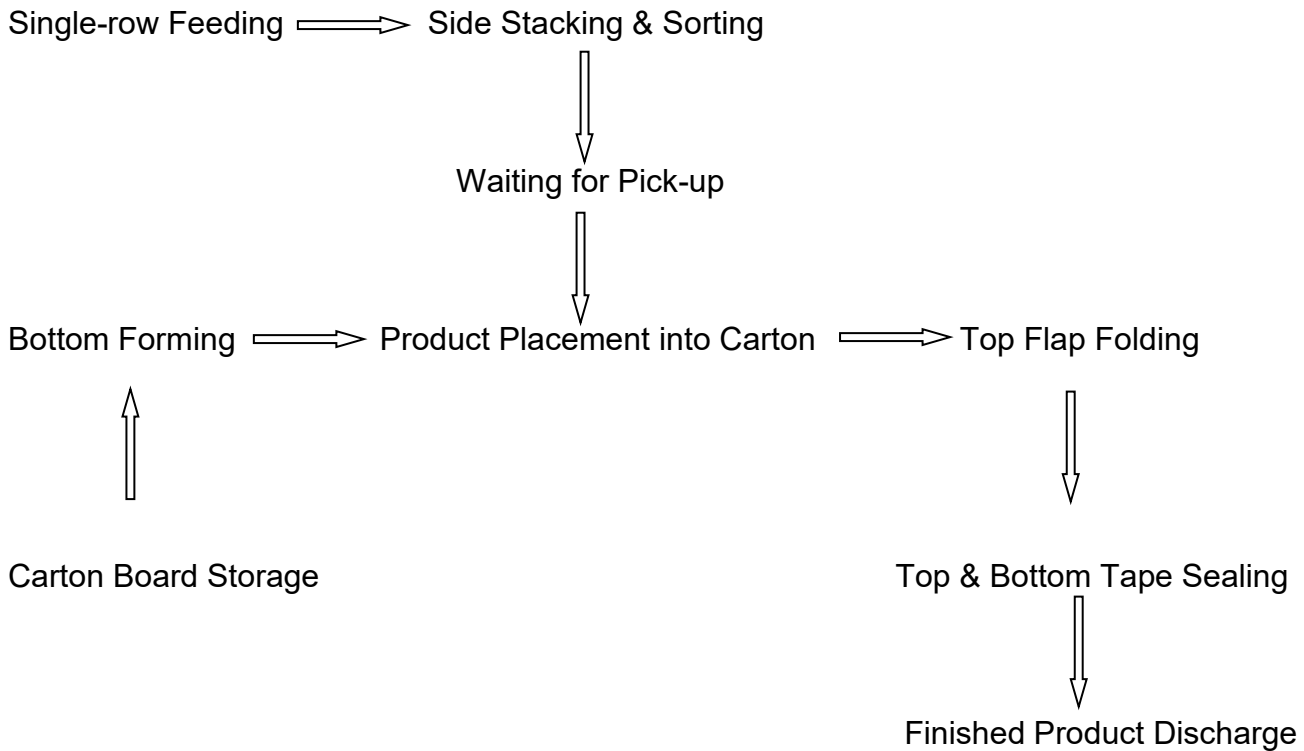 Single-row Feeding
Side Stacking & Sorting
Waiting for Pick-up
Bottom Forming
Product Placement into Carton
Top Flap Folding
Carton Board Storage
Top & Bottom Tape Sealing
Finished Product Discharge